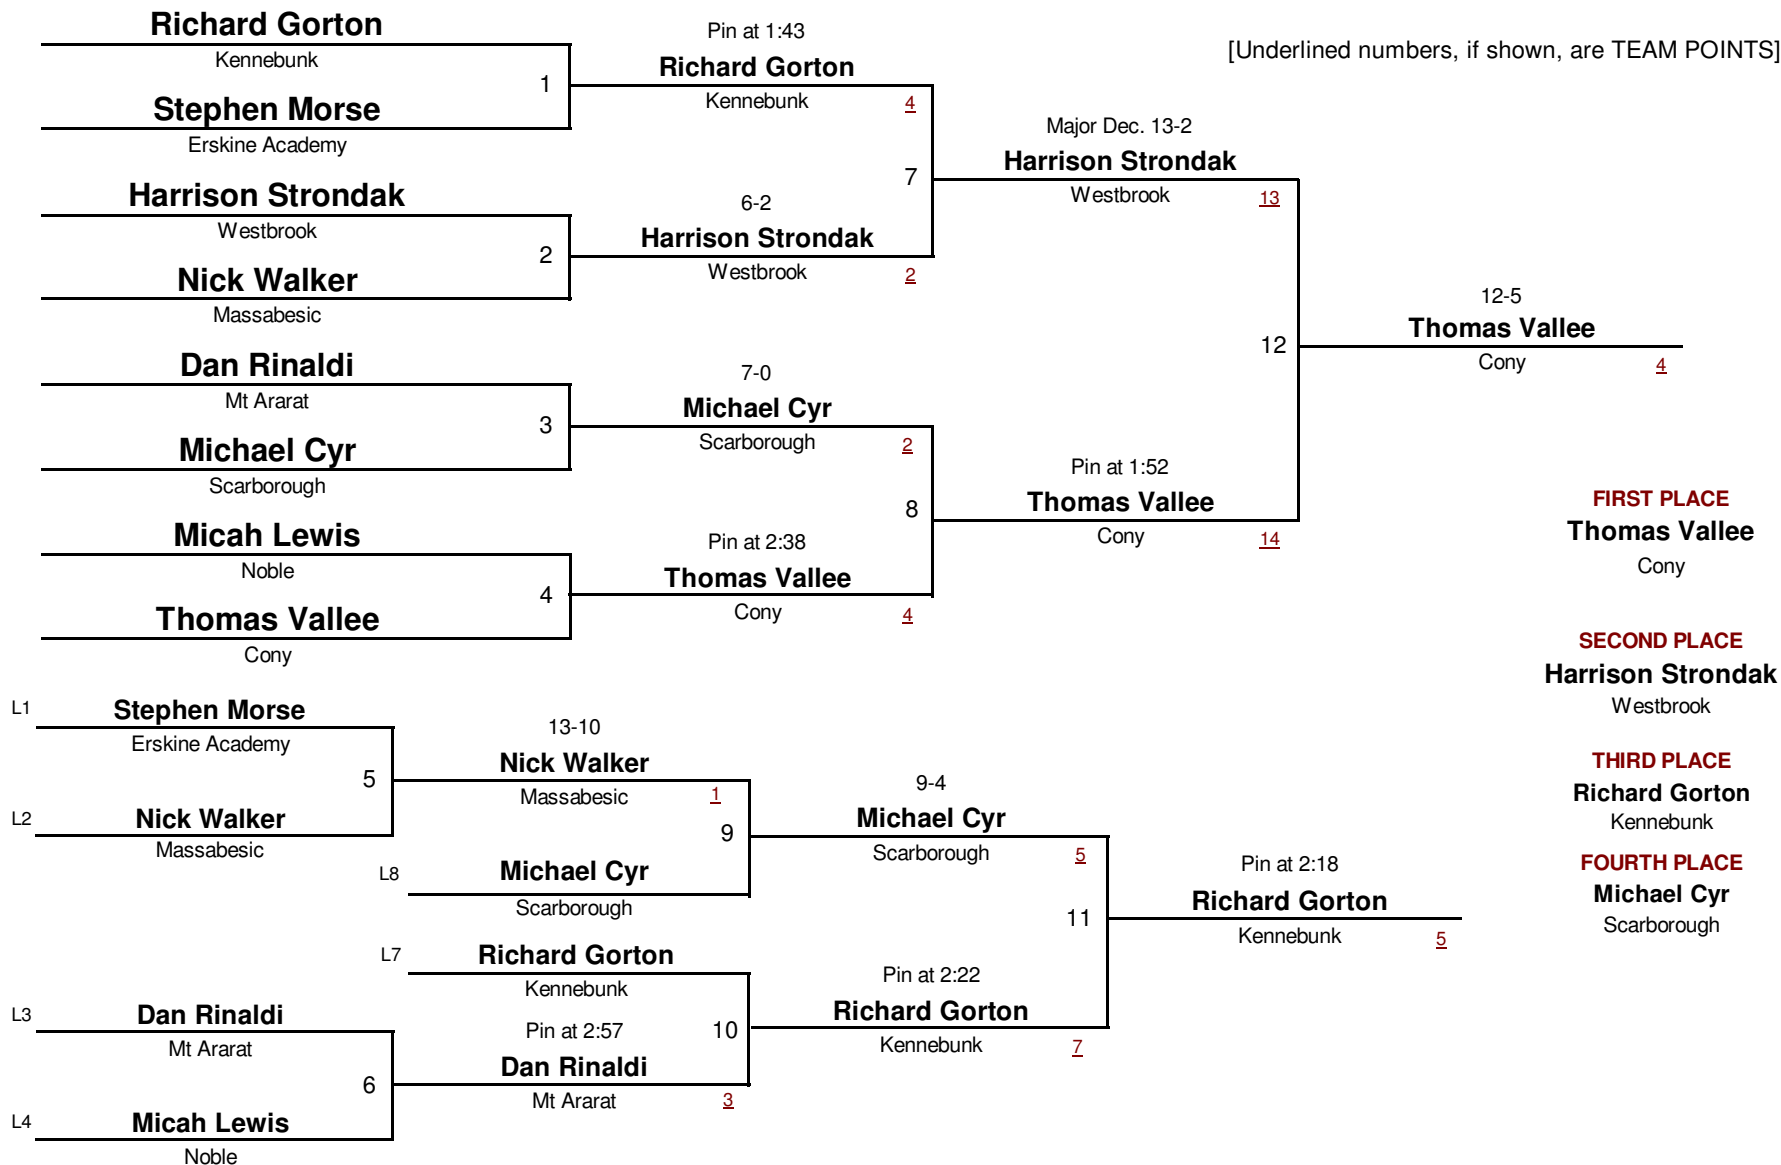 Richard Gorton
Kennebunk
1
Stephen Morse
Erskine Academy
Harrison Strondak
Westbrook
2
Nick Walker
Massabesic
Dan Rinaldi
Mt Ararat
3
Michael Cyr
Scarborough
Micah Lewis
Noble
4
Thomas Vallee
Cony
Pin at 1:43
Richard Gorton
Kennebunk
4
7
6-2
Harrison Strondak
Westbrook
2
7-0
Michael Cyr
Scarborough
2
8
Pin at 2:38
Thomas Vallee
Cony
4
[Underlined numbers, if shown, are TEAM POINTS]
Major Dec. 13-2
Harrison Strondak
Westbrook
13
12
Pin at 1:52
Thomas Vallee
Cony
14
12-5
Thomas Vallee
Cony
4
L1
Stephen Morse
Erskine Academy
5
L2
Nick Walker
Massabesic
L3
Dan Rinaldi
Mt Ararat
6
L4
Micah Lewis
Noble
13-10
Nick Walker
Massabesic
1
9
L8
Michael Cyr
Scarborough
L7
Richard Gorton
Kennebunk
10
Pin at 2:57
Dan Rinaldi
Mt Ararat
3
9-4
Michael Cyr
Scarborough
5
11
Pin at 2:22
Richard Gorton
Kennebunk
7
Pin at 2:18
Richard Gorton
Kennebunk
5
FIRST PLACE
Thomas Vallee
Cony
SECOND PLACE
Harrison Strondak
Westbrook
THIRD PLACE
Richard Gorton
Kennebunk
FOURTH PLACE
Michael Cyr
Scarborough